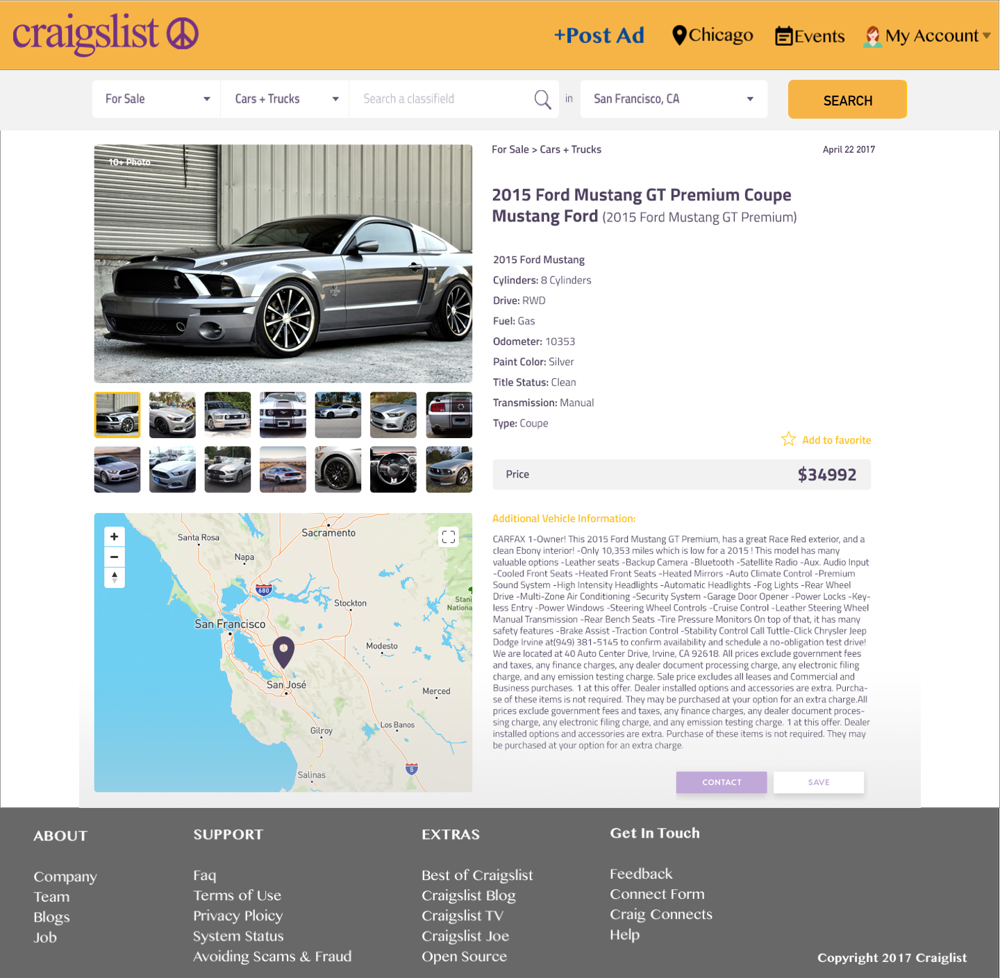 craigslist
+Post Ad
Chicago
Events
My Account
For Sale
Cars + Trucks
Search a classifield
in
San Francisco, CA
SEARCH
10+ Photo
For Sale > Cars + Trucks
April 22 2017
2015 Ford Mustang GT Premium Coupe
Mustang Ford (2015 Ford Mustang GT Premium)
2015 Ford Mustang
Cylinders: 8 Cylinders
Drive: RWD
Fuel: Gas
Odometer: 10353
Paint Color: Silver
Title Status: Clean
Transmission: Manual
Type: Coupe
Add to favorite
Price
$34992
Santa Rosa
Sacramento
Napa
680
Stockton
Stani
Nationa
San Francisco
Modesto
San José
Merced
Los Banos
Gilroy
Salinas
5
Additional Vehicle Information:
CARFAX 1-Owner! This 2015 Ford Mustang GT Premium, has a great Race Red exterior, and a
clean Ebony interior! -Only 10,353 miles which is low for a 2015 ! This model has many
valuable options -Leather seats -Backup Camera -Bluetooth -Satellite Radio -Aux. Audio Input
-Cooled Front Seats -Heated Front Seats -Heated Mirrors -Auto Climate Control -Premium
Sound System -High Intensity Headlights -Automatic Headlights -Fog Lights -Rear Wheel
Drive -Multi-Zone Air Conditioning -Security System -Garage Door Opener -Power Locks -Key-
less Entry -Power Windows -Steering Wheel Controls -Cruise Control -Leather Steering Wheel
Manual Transmission -Rear Bench Seats -Tire Pressure Monitors On top of that, it has many
safety features -Brake Assist -Traction Control -Stability Control Call Tuttle-Click Chrysler Jeep
Dodge Irvine at(949) 381-5145 to confirm availability and schedule a no-obligation test drive!
We are located at 40 Auto Center Drive, Irvine, CA 92618. All prices exclude government fees
and taxes, any finance charges, any dealer document processing charge, any electronic filing
charge, and any emission testing charge. Sale price excludes all leases and Commercial and
Business purchases. 1 at this offer. Dealer installed options and accessories are extra. Purcha-
se of these items is not required. They may be purchased at your option for an extra charge.All
prices exclude government fees and taxes, any finance charges, any dealer document proces-
sing charge, any electronic filing charge, and any emission testing charge. 1 at this offer. Dealer
installed options and accessories are extra. Purchase of these items is not required. They may
be purchased at your option for an extra charge.
CONTACT
SAVE
ABOUT
Company
Team
Blogs
Job
SUPPORT
Faq
Terms of Use
Privacy Ploicy
System Status
Avoiding Scams & Fraud
EXTRAS
Best of Craigslist
Craigslist Blog
Craigslist TV
Craigslist Joe
Open Source
Get In Touch
Feedback
Connect Form
Craig Connects
Help
Copyright 2017 Craiglist